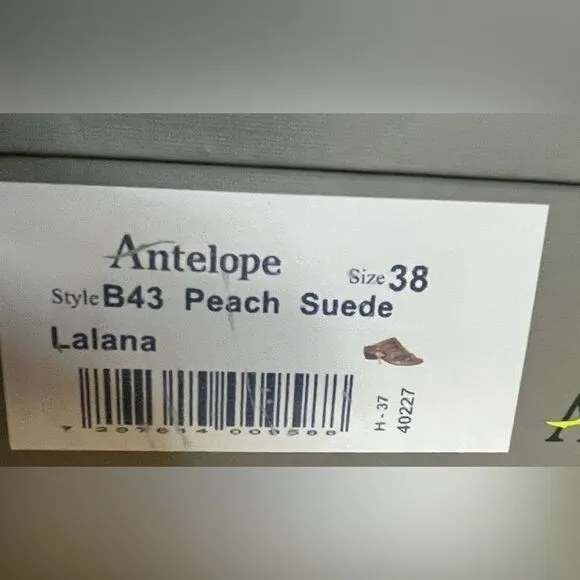 Antelope
Size 38
Style B43 Peach Suede
Lalana
H - 37
40227